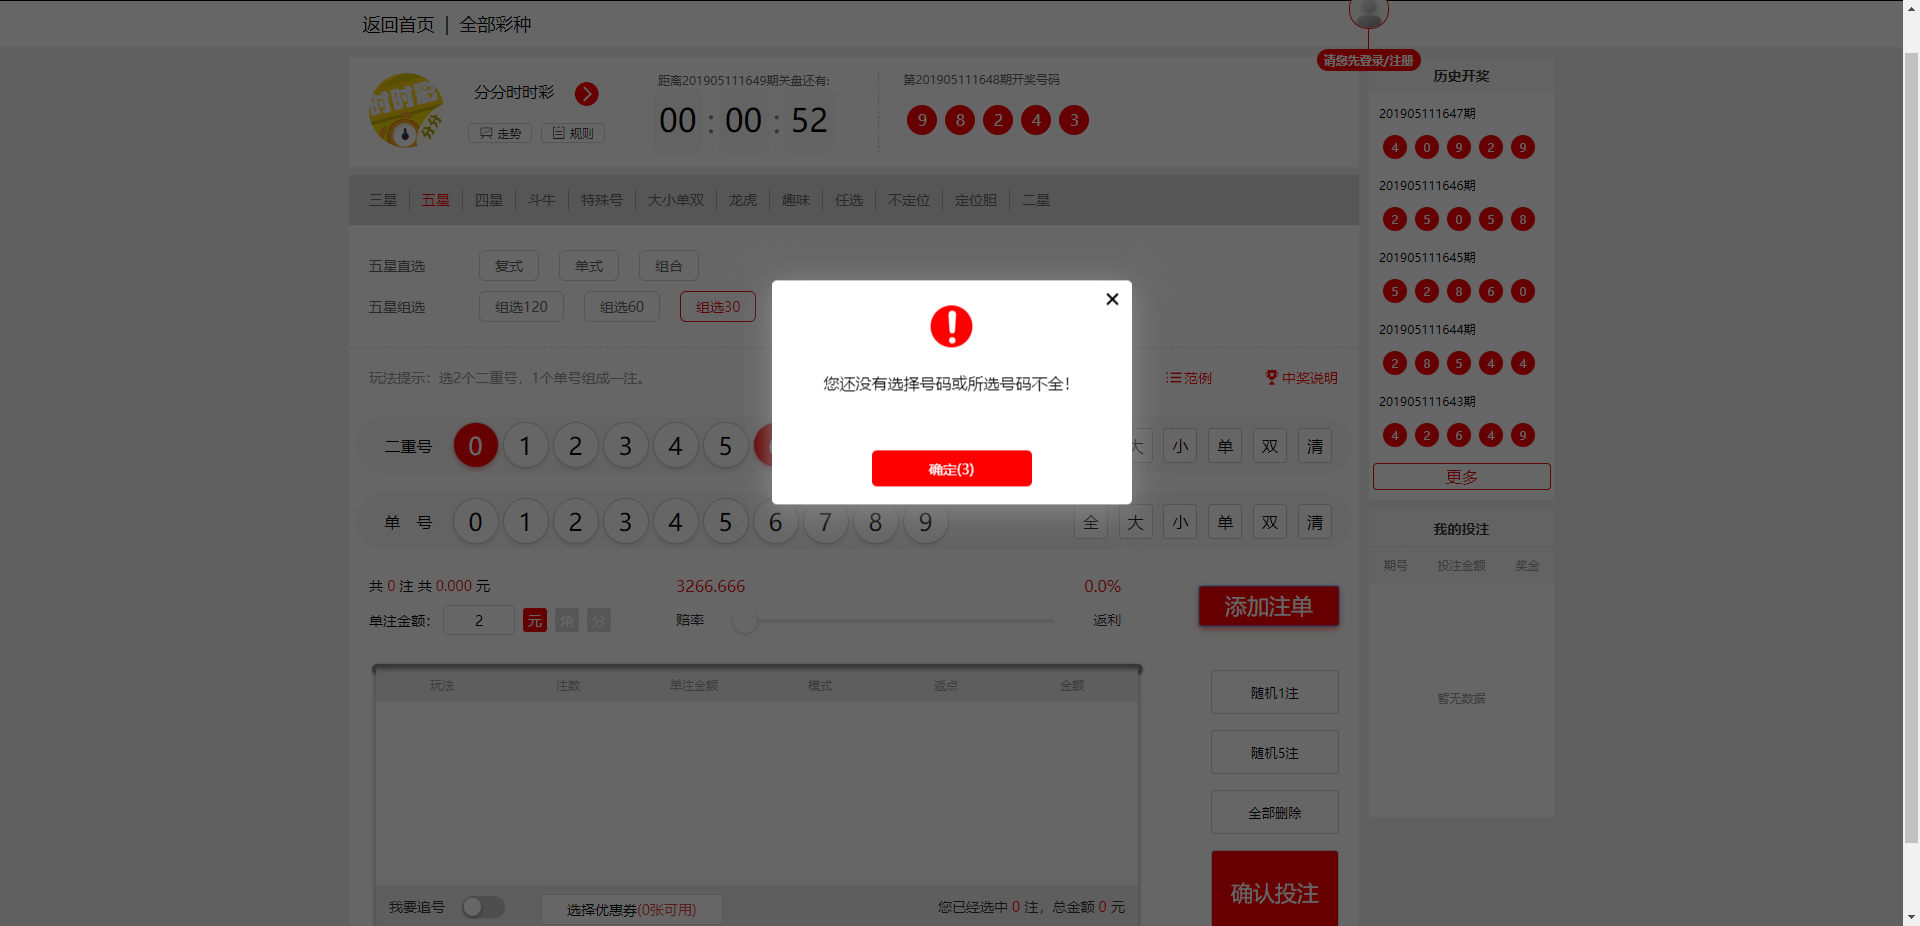 返回首页 | 全部彩种
请您先登录/注册
时时彩
分分
分分时时彩
走势 规则
距离201905111649期关盘还有:
00 : 00 : 52
第201905111648期开奖号码
9 8 2 4 3
三星 五星 四星 斗牛 特殊号 大小单双 龙虎 趣味 任选 不定位 定位胆 二星
五星直选 复式 单式 组合
五星组选 组选120 组选60 组选30
玩法提示：选2个二重号，1个单号组成一注。
范例 中奖说明
二重号 0 1 2 3 4 5 大 小 单 双 清
单 号 0 1 2 3 4 5 6 7 8 9 全 大 小 单 双 清
您还没有选择号码或所选号码不全！
确定(3)
共 0 注 共 0.000 元
3266.666 0.0%
单注金额： 2 元 角 分
赔率 返利
添加注单
玩法 注数 单注金额 模式 返点 金额
随机1注
随机5注
全部删除
确认投注
我要追号 选择优惠券(0张可用) 您已经选中 0 注，总金额 0 元
历史开奖
201905111647期
4 0 9 2 9
201905111646期
2 5 0 5 8
201905111645期
5 2 8 6 0
201905111644期
2 8 5 4 4
201905111643期
4 2 6 4 9
更多
我的投注
期号 投注金额 奖金
暂无数据